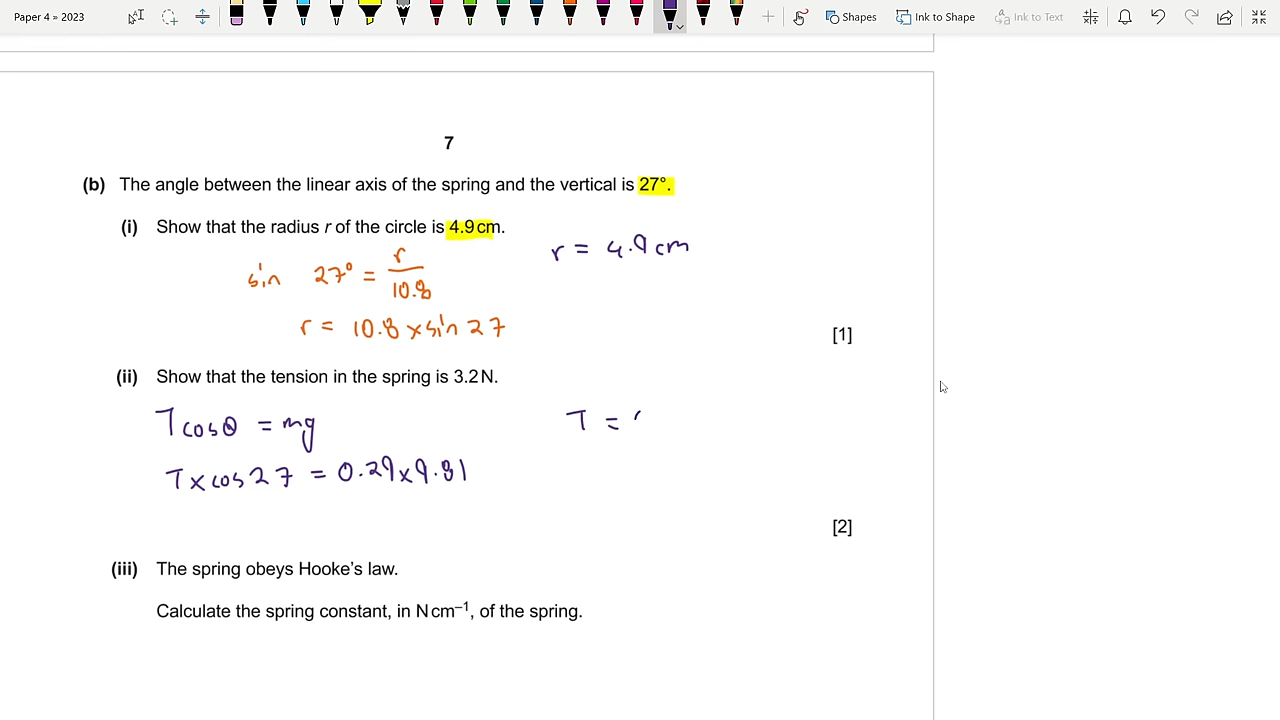 Paper 4 » 2023
Shapes
Ink to Shape
Ink to Text
7
(b) The angle between the linear axis of the spring and the vertical is 27°.
(i) Show that the radius r of the circle is 4.9 cm.
r = 4.9 cm
sin 27° = r / 10.8
r = 10.8 × sin 27
[1]
(ii) Show that the tension in the spring is 3.2 N.
T cos θ = mg
T =
T × cos 27 = 0.29 × 9.81
[2]
(iii) The spring obeys Hooke's law.
Calculate the spring constant, in N cm⁻¹, of the spring.